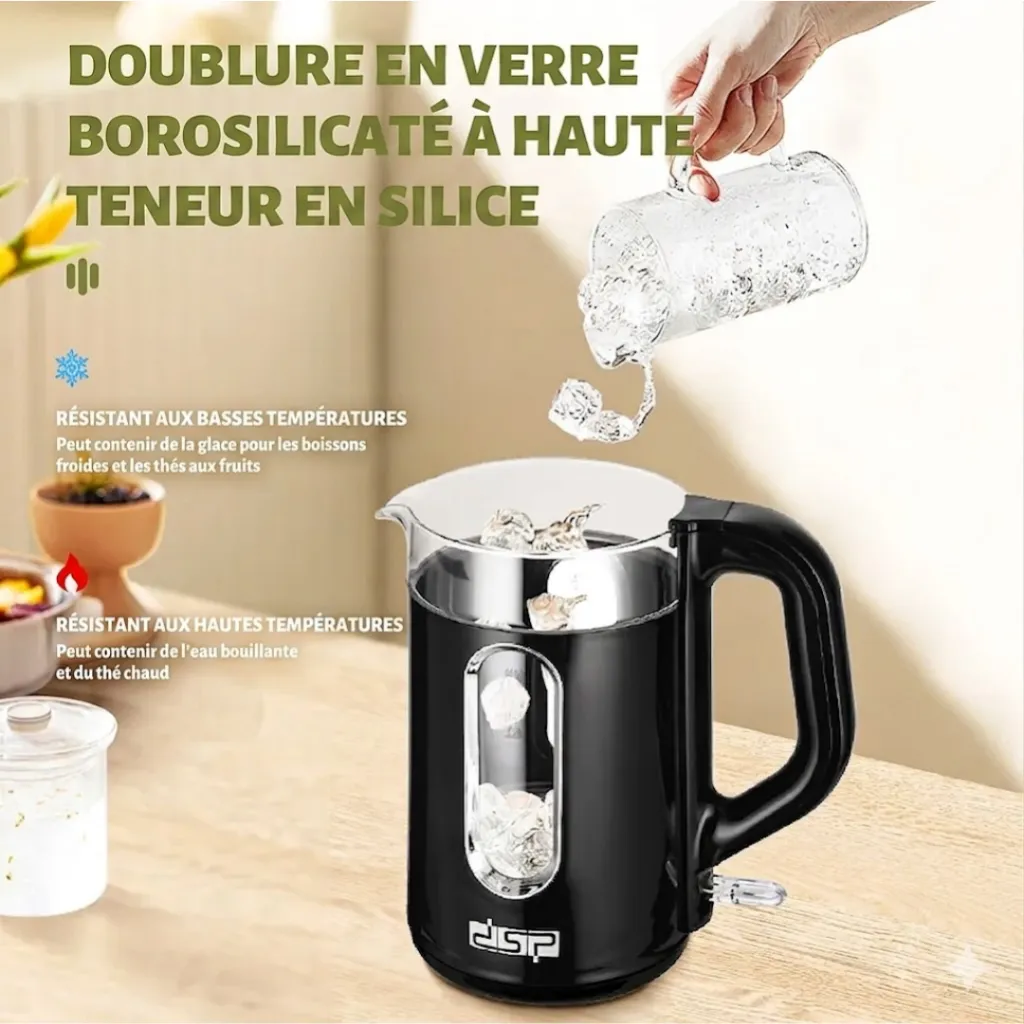 DOUBLURE EN VERRE
BOROSILICATÉ À HAUTE
TENEUR EN SILICE
RÉSISTANT AUX BASSES TEMPÉRATURES
Peut contenir de la glace pour les boissons
froides et les thés aux fruits
RÉSISTANT AUX HAUTES TEMPÉRATURES
Peut contenir de l'eau bouillante
et du thé chaud
dsp